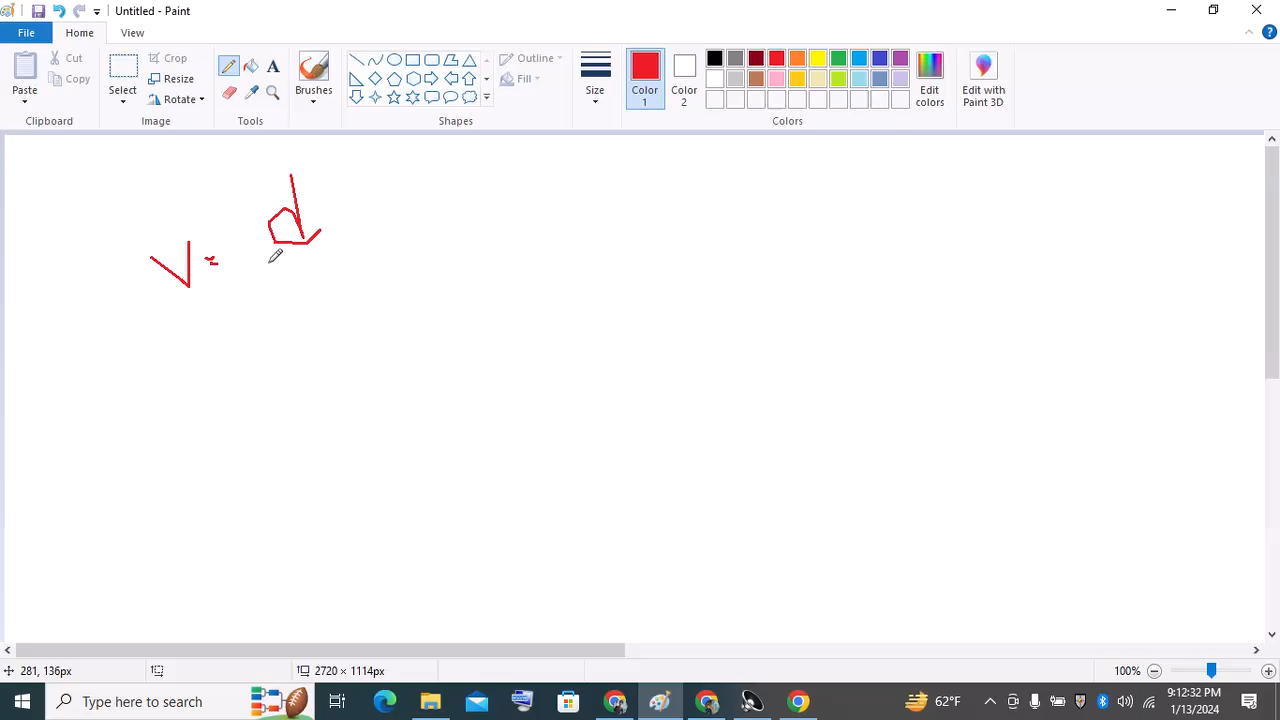 Untitled - Paint
File Home View
Paste Cut Copy Clipboard
Select Crop Resize Rotate Image
Tools
Brushes
Outline Fill Shapes
Size
Color 1 Color 2 Edit colors Colors
Edit with Paint 3D
d
V =
281, 136px 2720 × 1114px 100%
Type here to search 62°F 9:12:32 PM 1/13/2024